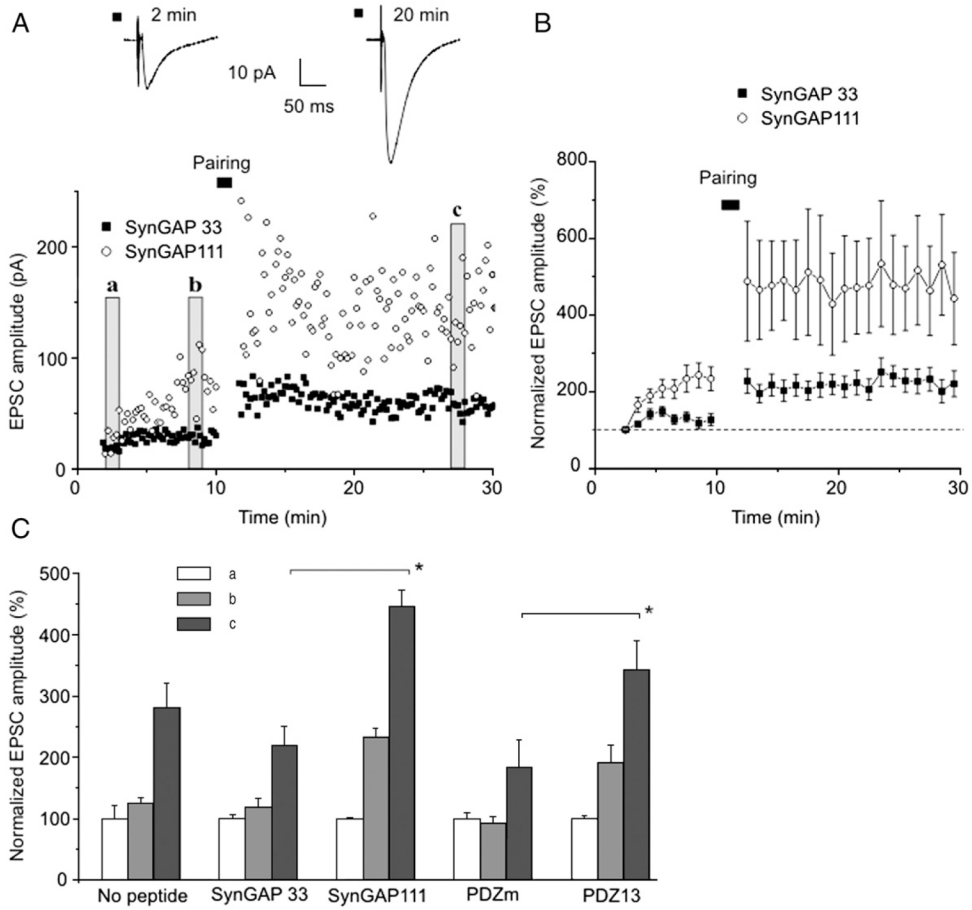 A
2 min
20 min
10 pA
50 ms
Pairing
SynGAP 33
SynGAP111
a
b
c
EPSC amplitude (pA)
200
100
0
0
10
20
30
Time (min)
B
SynGAP 33
SynGAP111
Pairing
Normalized EPSC amplitude (%)
800
600
400
200
0
0
10
20
30
Time (min)
C
a
b
c
*
*
Normalized EPSC amplitude (%)
500
400
300
200
100
0
No peptide
SynGAP 33
SynGAP111
PDZm
PDZ13